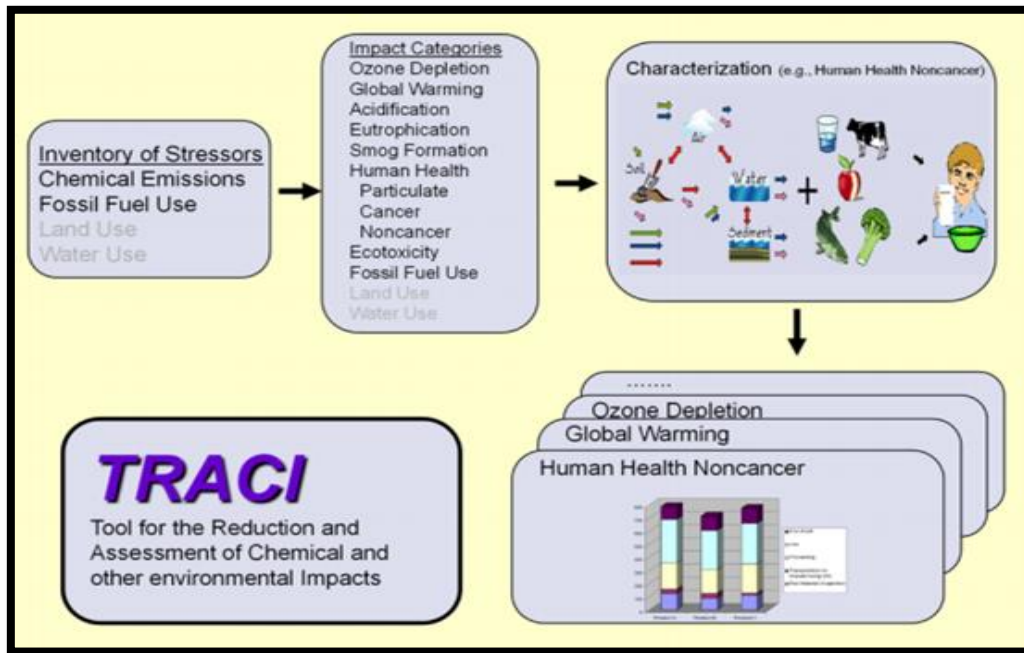 Inventory of Stressors
Chemical Emissions
Fossil Fuel Use
Land Use
Water Use
Impact Categories
Ozone Depletion
Global Warming
Acidification
Eutrophication
Smog Formation
Human Health
Particulate
Cancer
Noncancer
Ecotoxicity
Fossil Fuel Use
Land Use
Water Use
Characterization (e.g., Human Health Noncancer)
Air
Soil
Water
Sediment
+
.......
Ozone Depletion
Global Warming
Human Health Noncancer
TRACI
Tool for the Reduction and
Assessment of Chemical and
other environmental Impacts